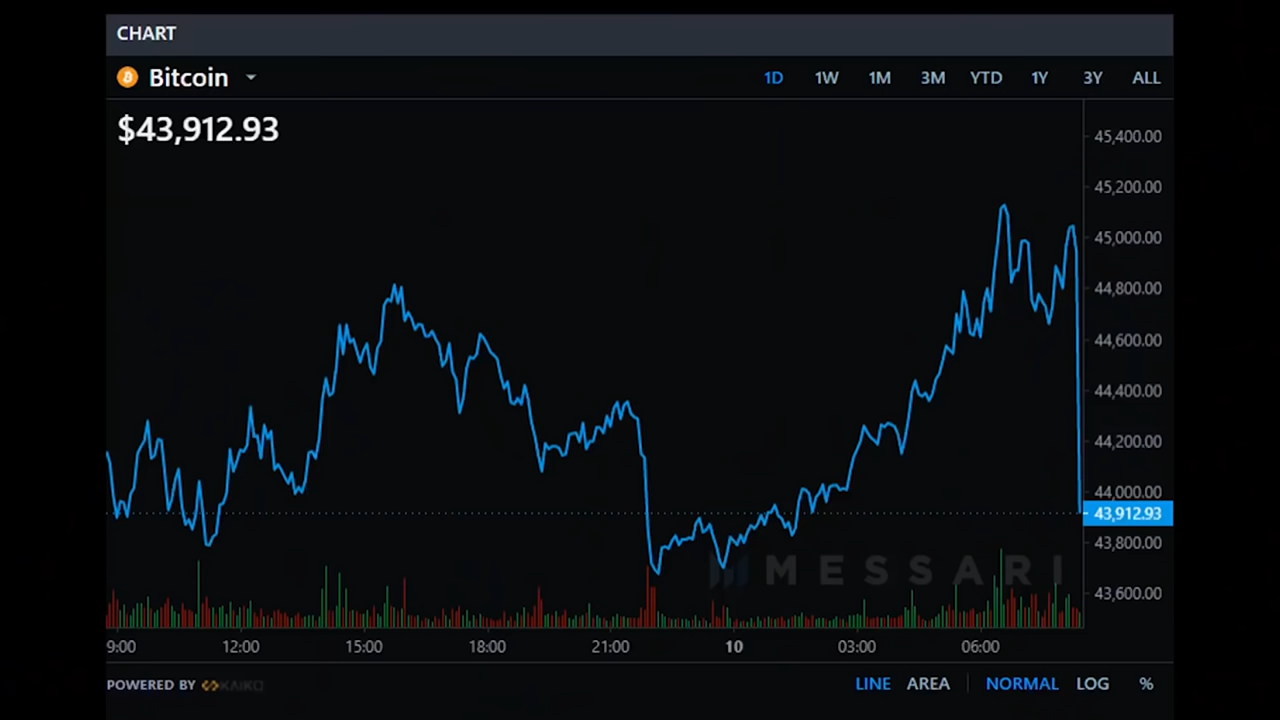 CHART
Bitcoin
1D 1W 1M 3M YTD 1Y 3Y ALL
$43,912.93
45,400.00
45,200.00
45,000.00
44,800.00
44,600.00
44,400.00
44,200.00
44,000.00
43,912.93
43,800.00
MESSARI
43,600.00
9:00 12:00 15:00 18:00 21:00 10 03:00 06:00
POWERED BY KAIKO
LINE AREA NORMAL LOG %